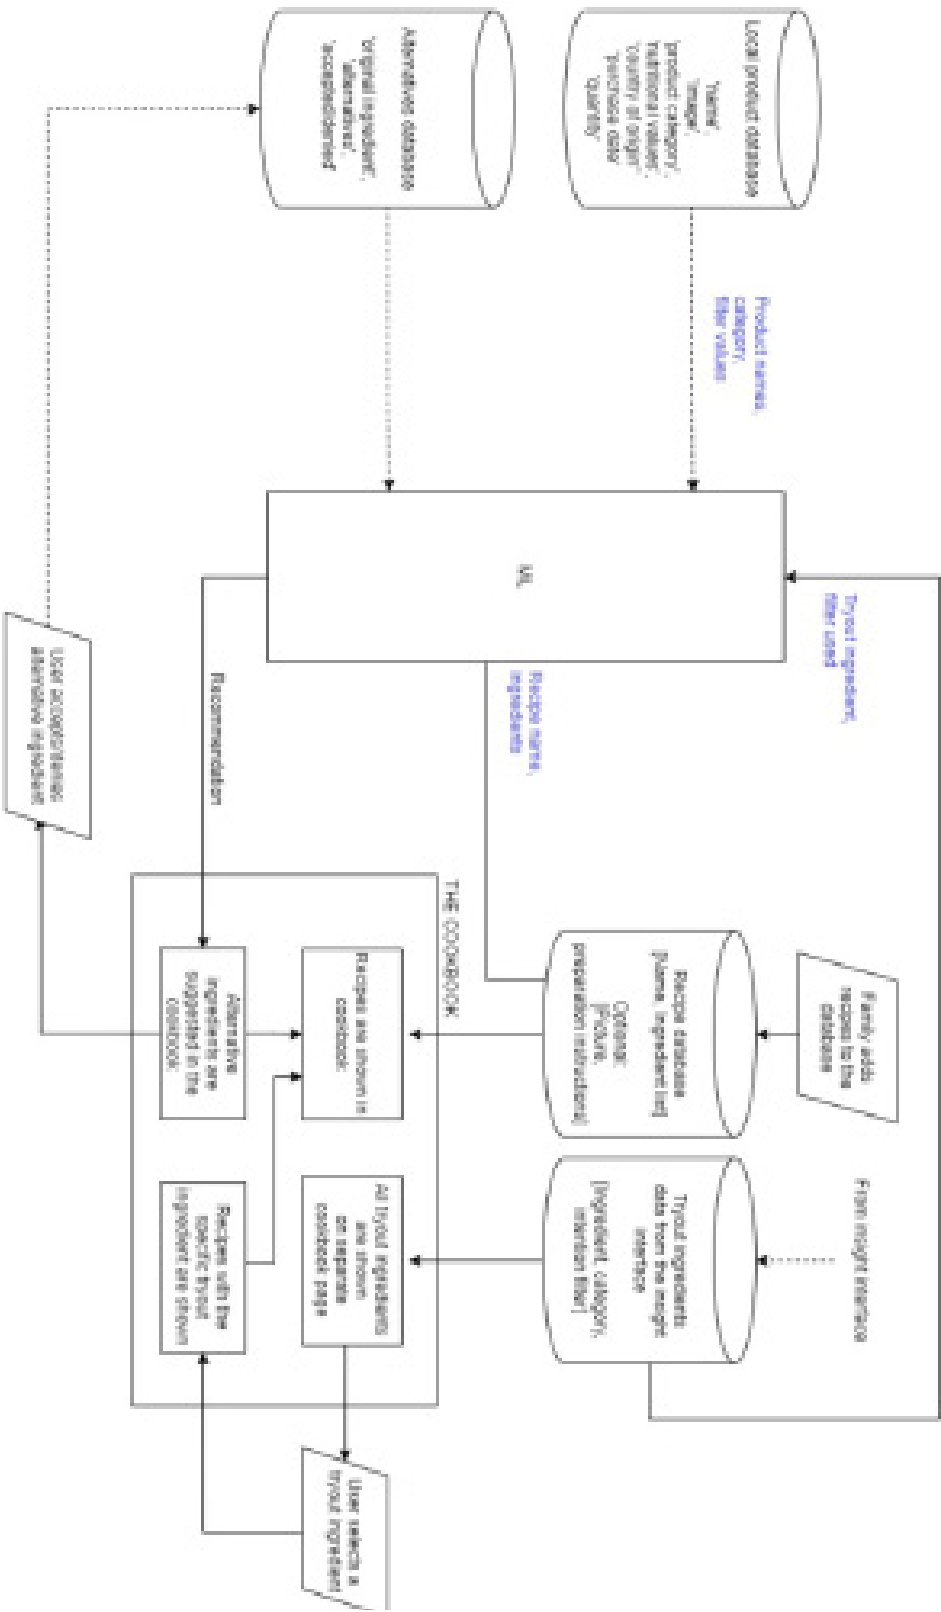 Local product database
'name',
'image',
'product category',
'nutritional values',
'country of origin'
'purchase date'
'quantity'
Alternatives database
'original ingredient',
'alternatives',
'accepted/denied'
Product names,
category,
filter values
ML
Tryout ingredient,
filter used
Recipe name,
ingredients
Recommendation
User accepts/denies
alternative ingredient
Family adds
recipes to the
database
Recipe database
[Name, ingredient list]
Optional:
[Picture,
preparation instructions]
From insight interface
Tryout ingredients
data from the insight
interface
[ingredient, category,
intention filter]
THE COOKBOOK
Recipes are shown in
cookbook
Alternative
ingredients are
suggested in the
cookbook
All tryout ingredients
are shown
on separate
cookbook page
Recipes with the
specific tryout
ingredient are shown
User selects a
tryout ingredient